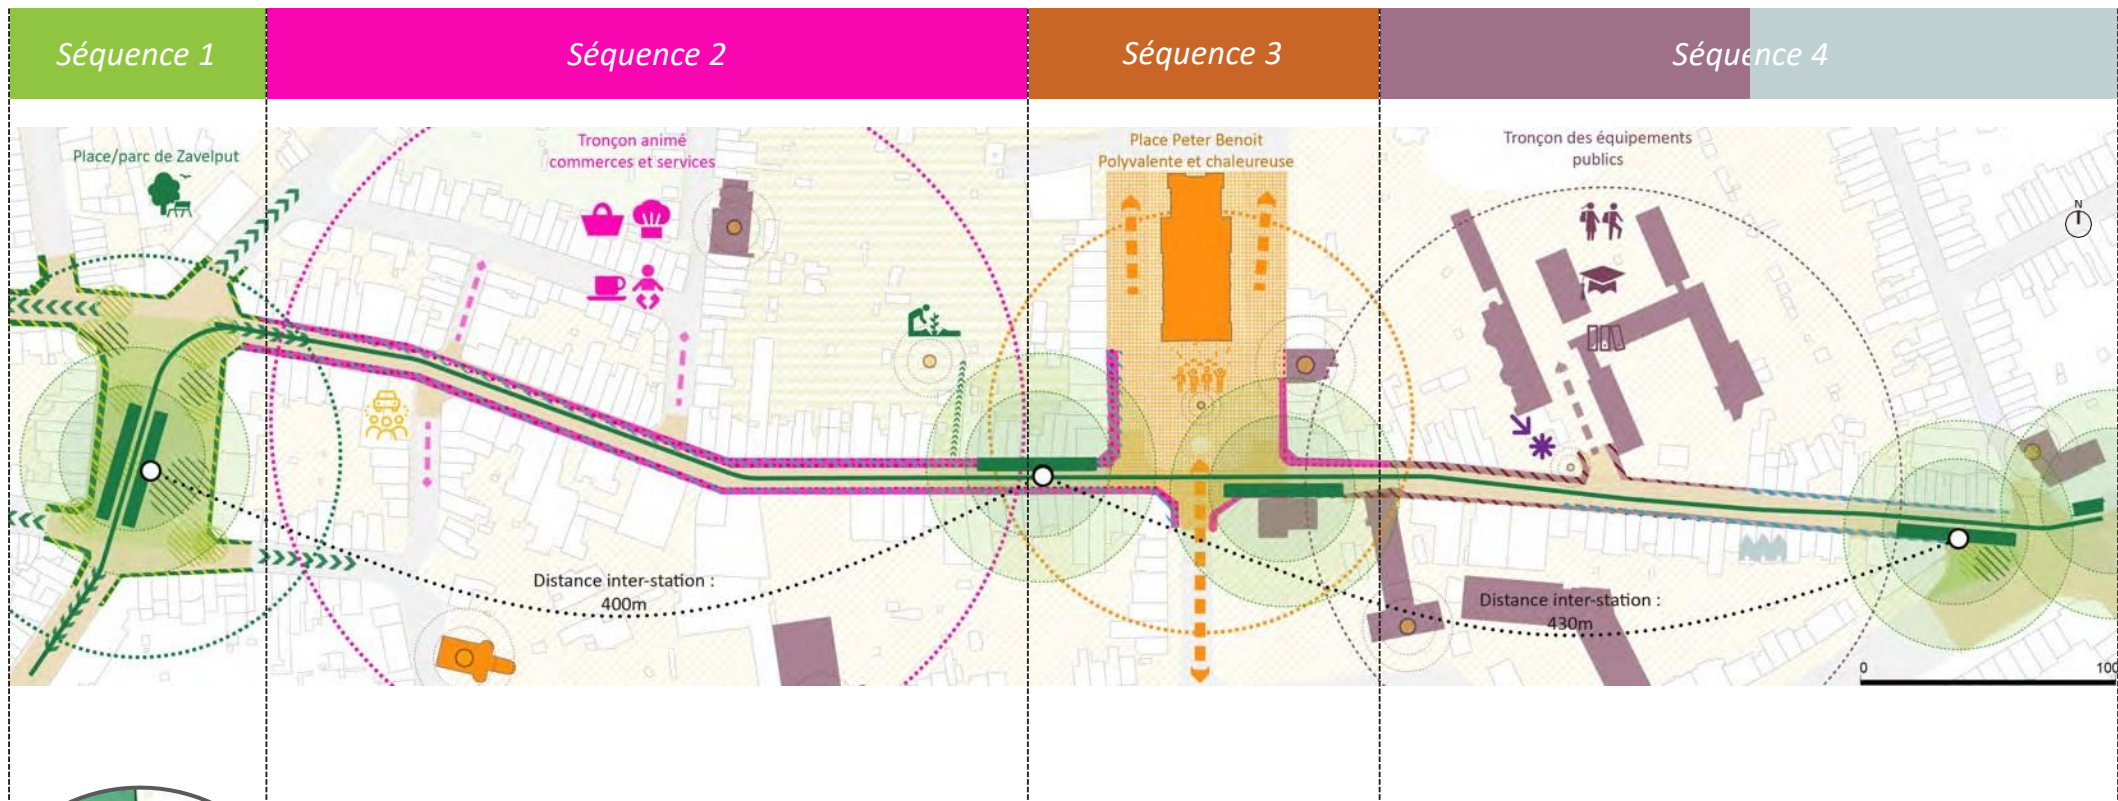 Séquence 1
Séquence 2
Séquence 3
Séquence 4
Place/parc de Zavelput
Tronçon animé
commerces et services
Place Peter Benoit
Polyvalente et chaleureuse
Tronçon des équipements
publics
N
Distance inter-station :
400m
Distance inter-station :
430m
0
100